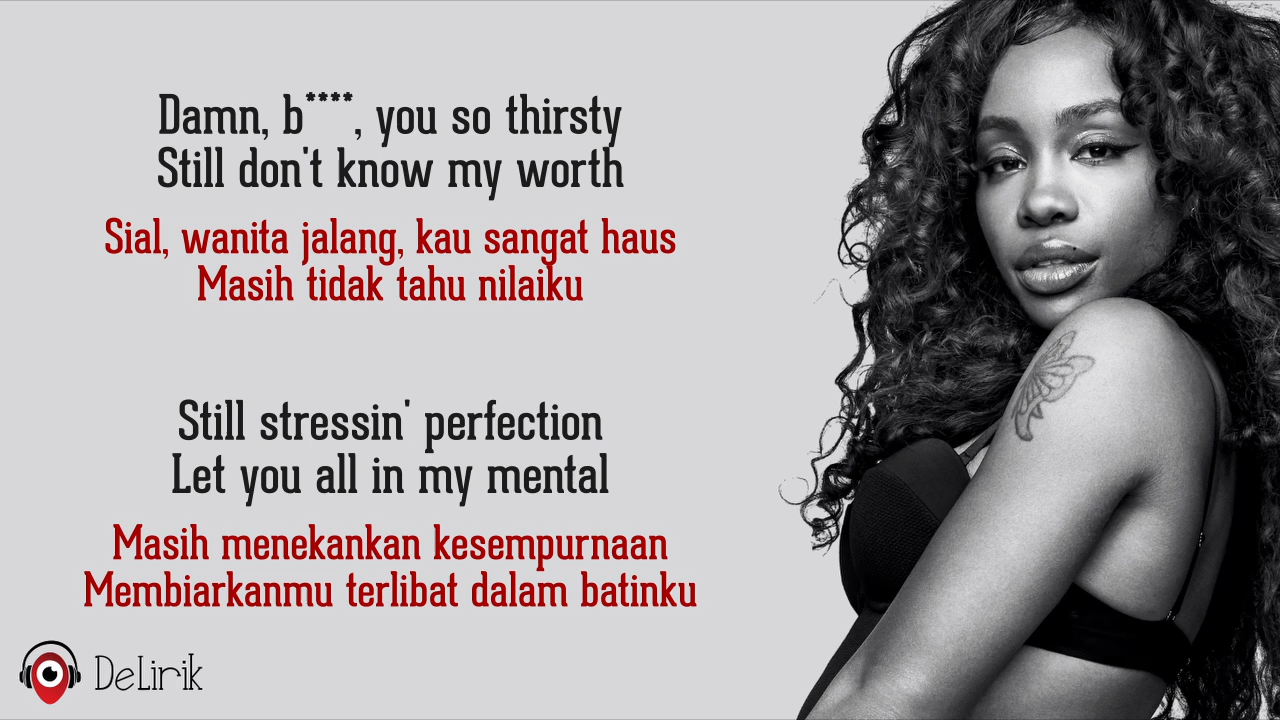 Damn, b****, you so thirsty
Still don't know my worth
Sial, wanita jalang, kau sangat haus
Masih tidak tahu nilaiku
Still stressin' perfection
Let you all in my mental
Masih menekankan kesempurnaan
Membiarkanmu terlibat dalam batinku
DeLirik